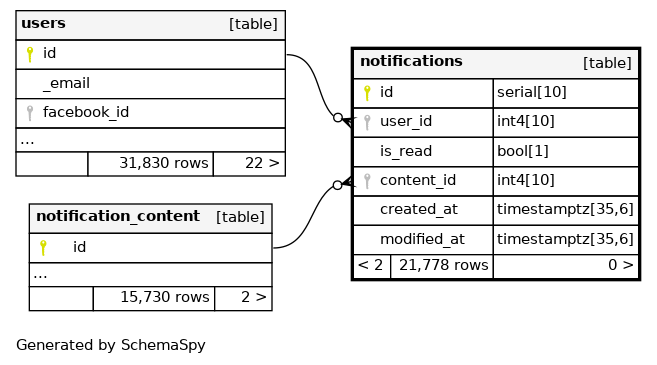 users [table]
id
_email
facebook_id
...
31,830 rows 22 >
notifications [table]
id serial[10]
user_id int4[10]
is_read bool[1]
content_id int4[10]
created_at timestamptz[35,6]
modified_at timestamptz[35,6]
< 2 21,778 rows 0 >
notification_content [table]
id
...
15,730 rows 2 >
Generated by SchemaSpy